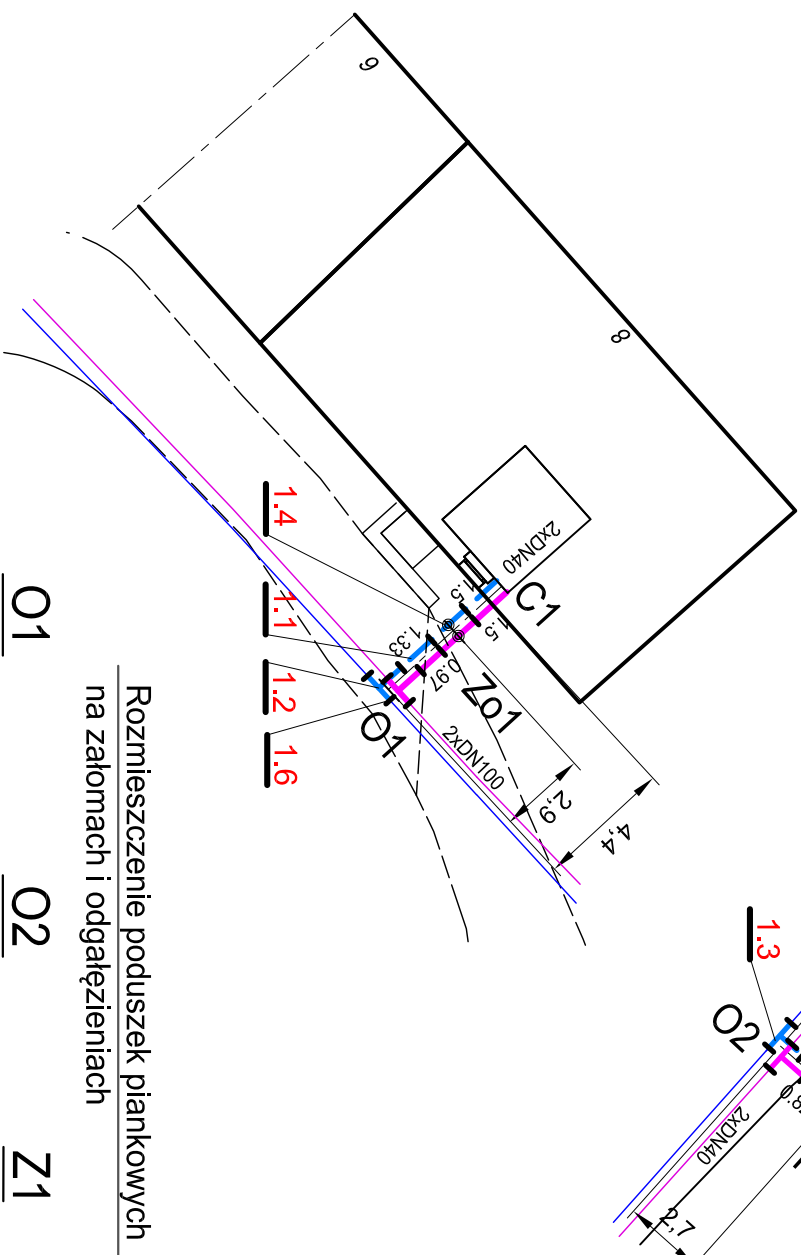 9
8
2xDN40
C1
1.5
1.5
Zo1
1.33
0.97
O1
2xDN100
2,9
4,4
1.4
1.1
1.2
1.6
1.3
O2
2xDN40
2,7
Rozmieszczenie poduszek piankowych
na załomach i odgałęzieniach
O1
O2
Z1